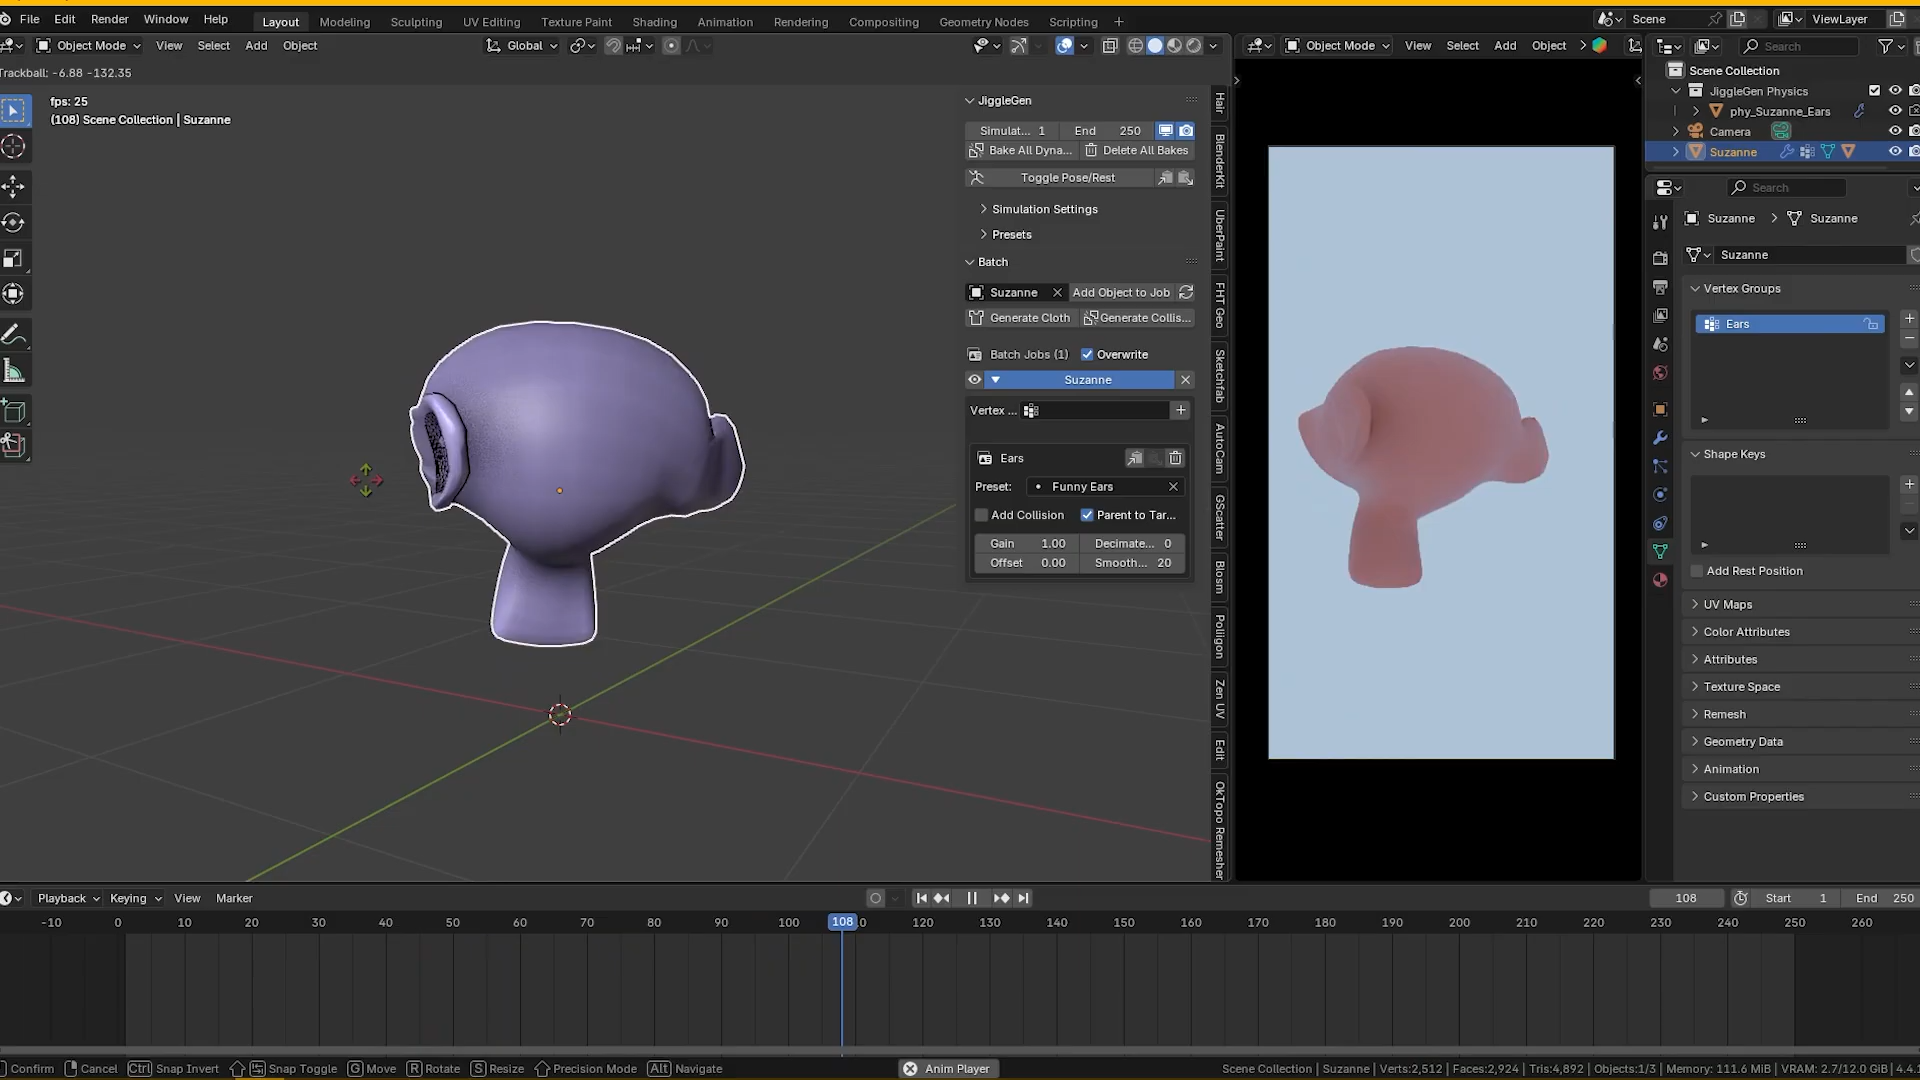 File Edit Render Window Help Layout Modeling Sculpting UV Editing Texture Paint Shading Animation Rendering Compositing Geometry Nodes Scripting + Scene ViewLayer
Object Mode View Select Add Object Global Object Mode View Select Add Object Search
Trackball: -6.88 -132.35
fps: 25
(108) Scene Collection | Suzanne
JiggleGen
Simulat... 1 End 250
Bake All Dyna... Delete All Bakes
Toggle Pose/Rest
Simulation Settings
Presets
Batch
Suzanne Add Object to Job
Generate Cloth Generate Collis...
Batch Jobs (1) Overwrite
Suzanne
Vertex ...
Ears
Preset: Funny Ears
Add Collision Parent to Tar...
Gain 1.00 Decimate... 0
Offset 0.00 Smooth... 20
Hair
BlenderKit
UberPaint
FHT Geo
Sketchfab
AutoCam
GScatter
Blosm
Poliigon
Zen UV
Edit
OkTopo Remesher
Scene Collection
JiggleGen Physics
phy_Suzanne_Ears
Camera
Suzanne
Search
Suzanne > Suzanne
Suzanne
Vertex Groups
Ears
Shape Keys
Add Rest Position
UV Maps
Color Attributes
Attributes
Texture Space
Remesh
Geometry Data
Animation
Custom Properties
Playback Keying View Marker 108 Start 1 End 250
-10 0 10 20 30 40 50 60 70 80 90 100 108 0 120 130 140 150 160 170 180 190 200 210 220 230 240 250 260
Confirm Cancel Ctrl Snap Invert Snap Toggle G Move R Rotate S Resize Precision Mode Alt Navigate Anim Player Scene Collection | Suzanne | Verts:2,512 | Faces:2,924 | Tris:4,892 | Objects:1/3 | Memory: 111.6 MiB | VRAM: 2.7/12.0 GiB | 4.4.